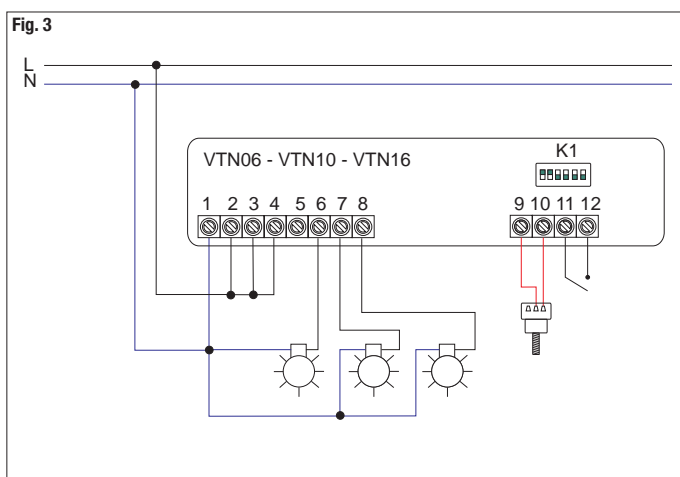 Fig. 3
L
N
VTN06 - VTN10 - VTN16
K1
1 2 3 4 5 6 7 8
9 10 11 12